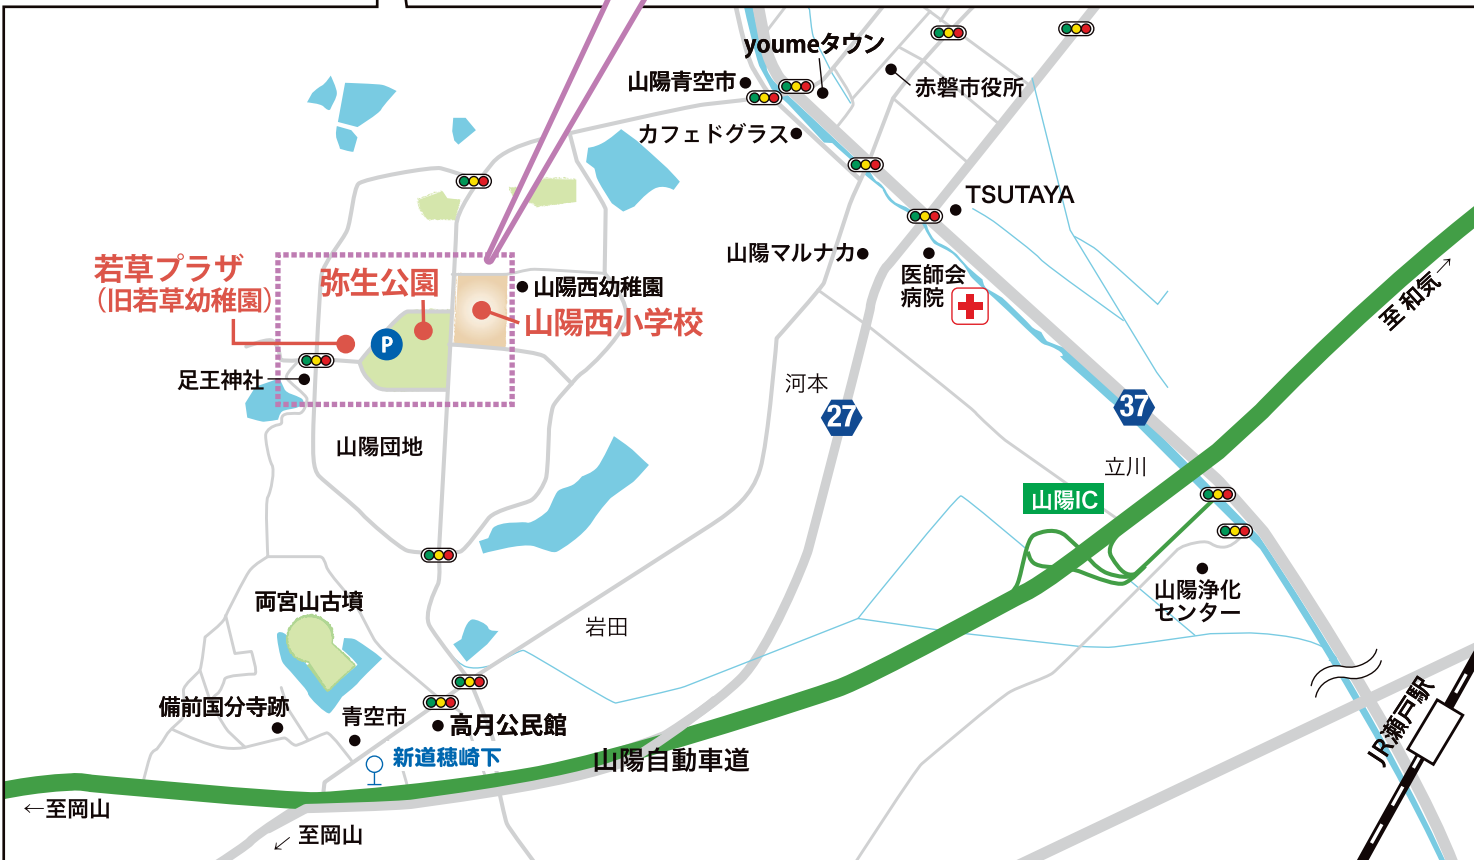 youmeタウン
山陽青空市
赤磐市役所
カフェドグラス
TSUTAYA
山陽マルナカ
医師会
病院
若草プラザ
（旧若草幼稚園）
弥生公園
山陽西幼稚園
山陽西小学校
P
足王神社
至 和気→
河本
27
37
山陽団地
立川
山陽IC
山陽浄化
センター
両宮山古墳
岩田
備前国分寺跡
青空市
高月公民館
新道穂崎下
山陽自動車道
JR瀬戸駅
←至岡山
↙至岡山